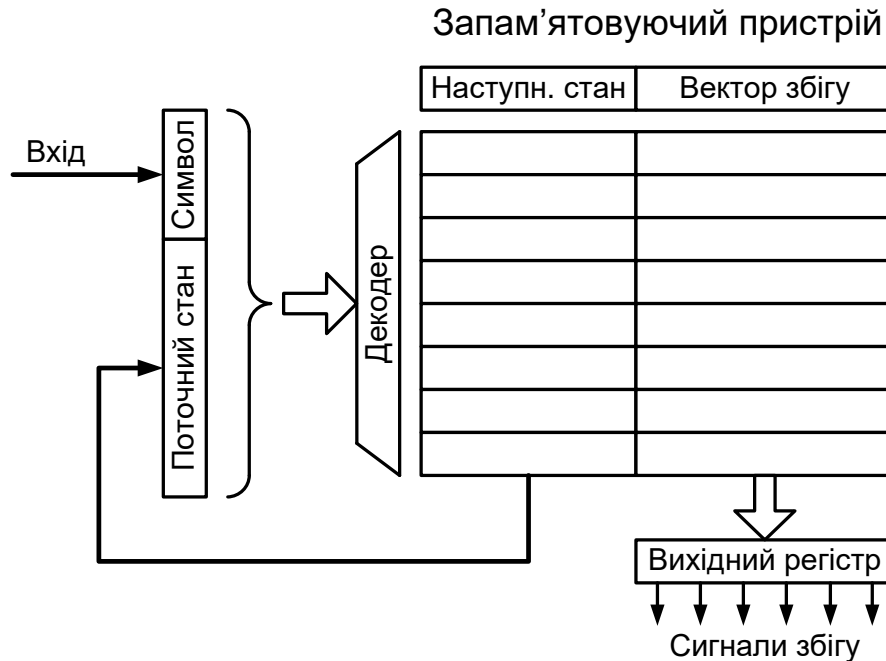 Запам’ятовуючий пристрій
Наступн. стан
Вектор збігу
Вхід
Символ
Поточний стан
Декодер
Вихідний регістр
Сигнали збігу